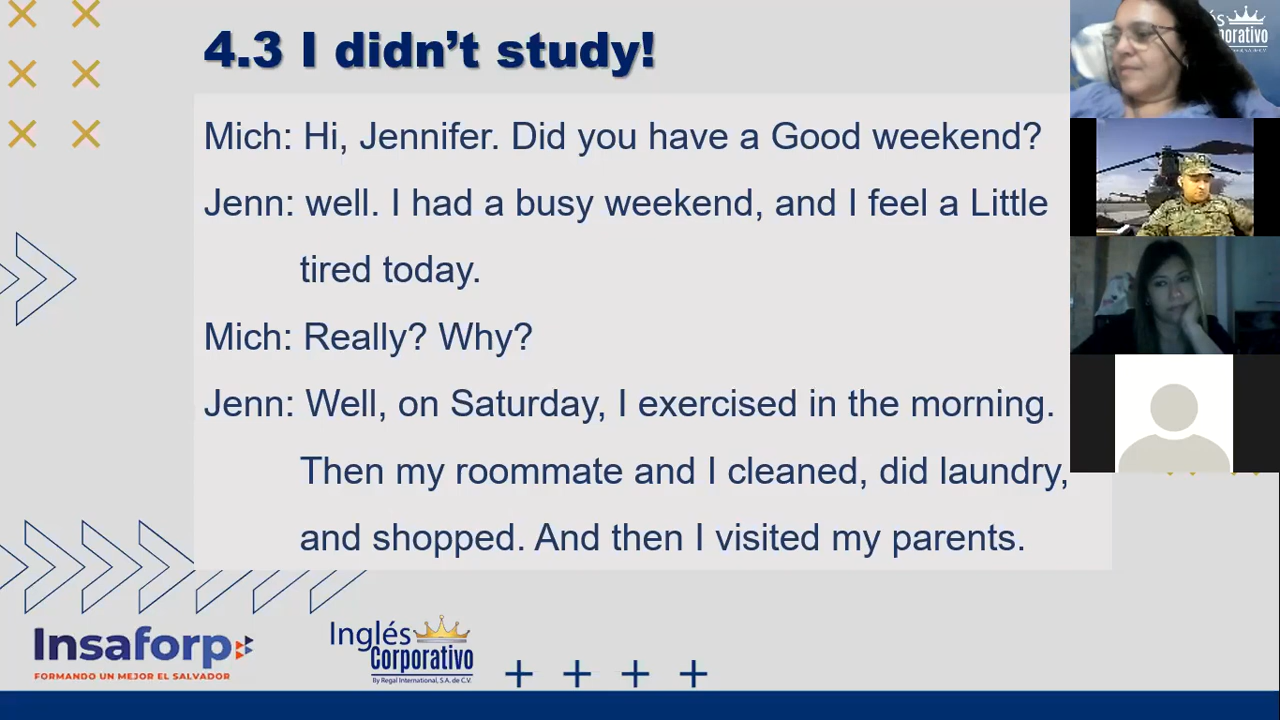 4.3 I didn't study!
Mich: Hi, Jennifer. Did you have a Good weekend?
Jenn: well. I had a busy weekend, and I feel a Little
tired today.
Mich: Really? Why?
Jenn: Well, on Saturday, I exercised in the morning.
Then my roommate and I cleaned, did laundry,
and shopped. And then I visited my parents.
Insaforp
FORMANDO UN MEJOR EL SALVADOR
Inglés
Corporativo
By Regal International, S.A. de C.V.